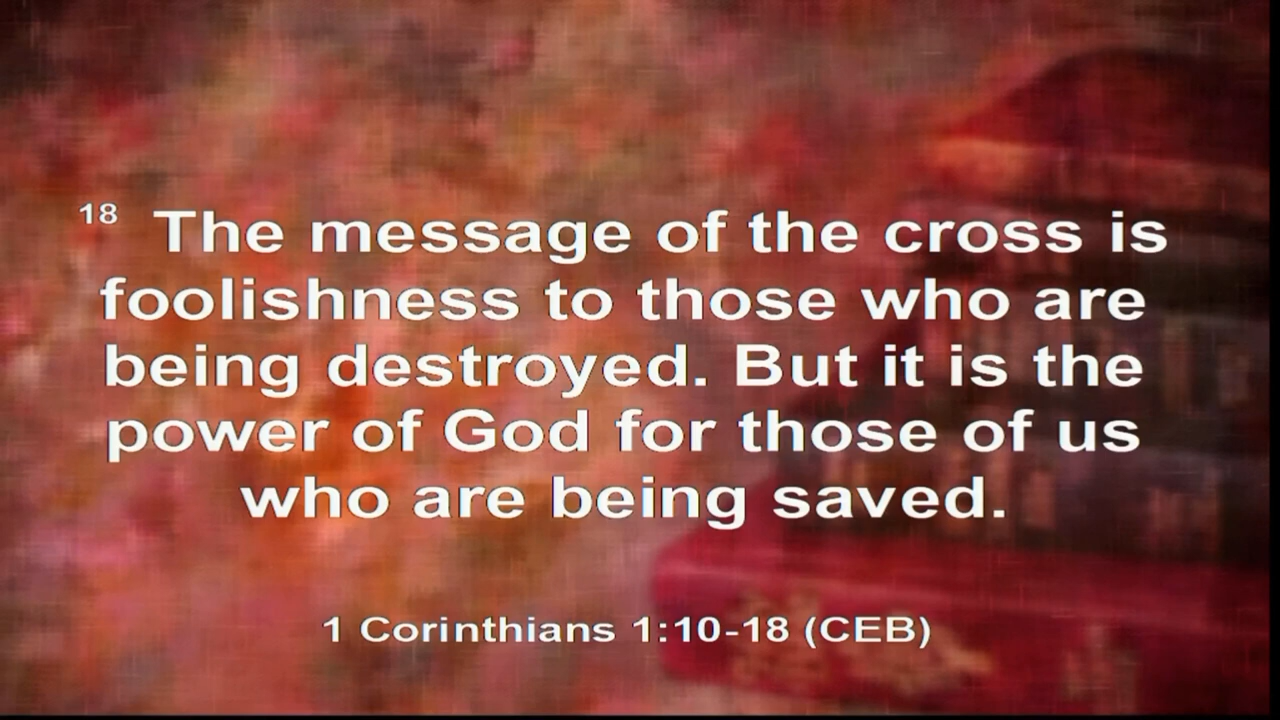 18 The message of the cross is
foolishness to those who are
being destroyed. But it is the
power of God for those of us
who are being saved.
1 Corinthians 1:10-18 (CEB)